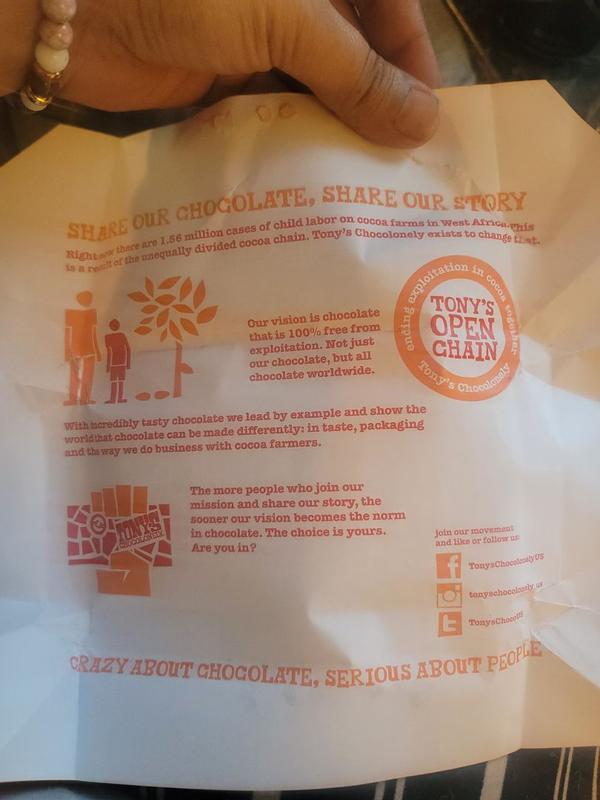 SHARE OUR CHOCOLATE, SHARE OUR STORY
Right now there are 1.56 million cases of child labor on cocoa farms in West Africa. This
is a result of the unequally divided cocoa chain. Tony's Chocolonely exists to change that.
Our vision is chocolate
that is 100% free from
exploitation. Not just
our chocolate, but all
chocolate worldwide.
ending exploitation in cocoa together
TONY'S
OPEN
CHAIN
Tony's Chocolonely
With incredibly tasty chocolate we lead by example and show the
world that chocolate can be made differently: in taste, packaging
and the way we do business with cocoa farmers.
TONY'S
CHOCOLONELY
The more people who join our
mission and share our story, the
sooner our vision becomes the norm
in chocolate. The choice is yours.
Are you in?
join our movement
and like or follow us:
TonysChocolonelyUS
tonyschocolonely_us
TonysChocoUS
CRAZY ABOUT CHOCOLATE, SERIOUS ABOUT PEOPLE